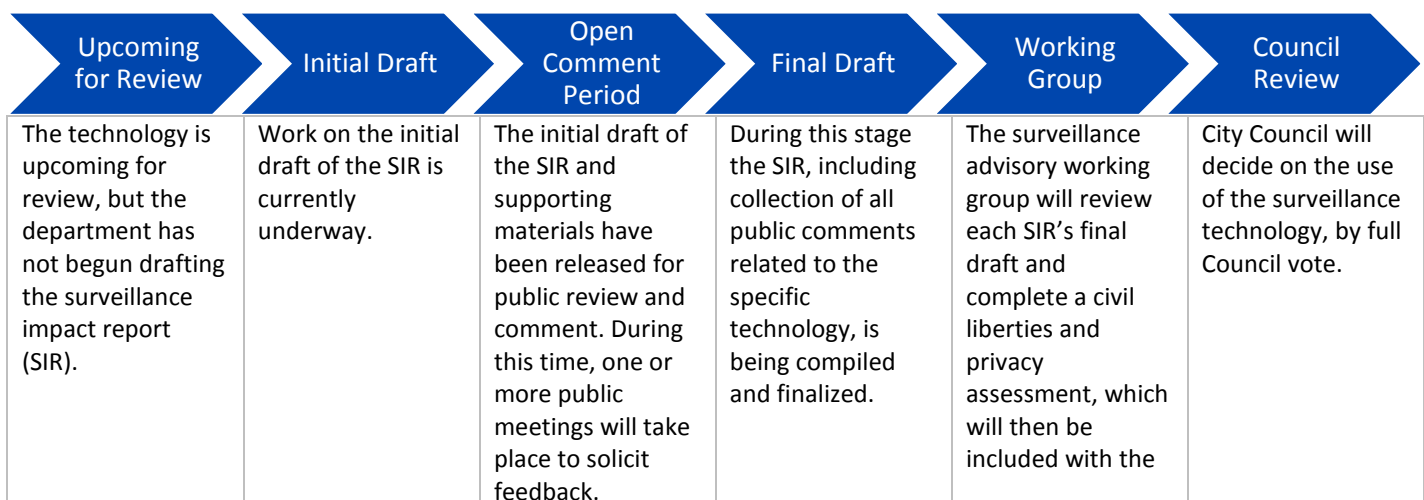 Upcoming
for Review
Initial Draft
Open
Comment
Period
Final Draft
Working
Group
Council
Review
The technology is
upcoming for
review, but the
department has
not begun drafting
the surveillance
impact report
(SIR).
Work on the initial
draft of the SIR is
currently
underway.
The initial draft of
the SIR and
supporting
materials have
been released for
public review and
comment. During
this time, one or
more public
meetings will take
place to solicit
feedback.
During this stage
the SIR, including
collection of all
public comments
related to the
specific
technology, is
being compiled
and finalized.
The surveillance
advisory working
group will review
each SIR’s final
draft and
complete a civil
liberties and
privacy
assessment, which
will then be
included with the
City Council will
decide on the use
of the surveillance
technology, by full
Council vote.